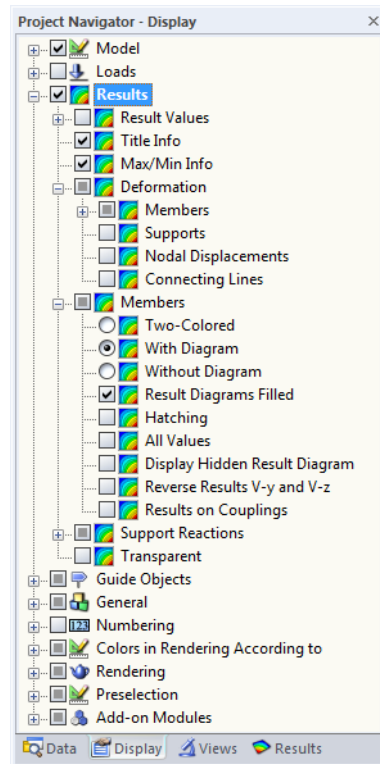 Project Navigator - Display
Model
Loads
Results
Result Values
Title Info
Max/Min Info
Deformation
Members
Supports
Nodal Displacements
Connecting Lines
Members
Two-Colored
With Diagram
Without Diagram
Result Diagrams Filled
Hatching
All Values
Display Hidden Result Diagram
Reverse Results V-y and V-z
Results on Couplings
Support Reactions
Transparent
Guide Objects
General
123 Numbering
Colors in Rendering According to
Rendering
Preselection
Add-on Modules
Data Display Views Results